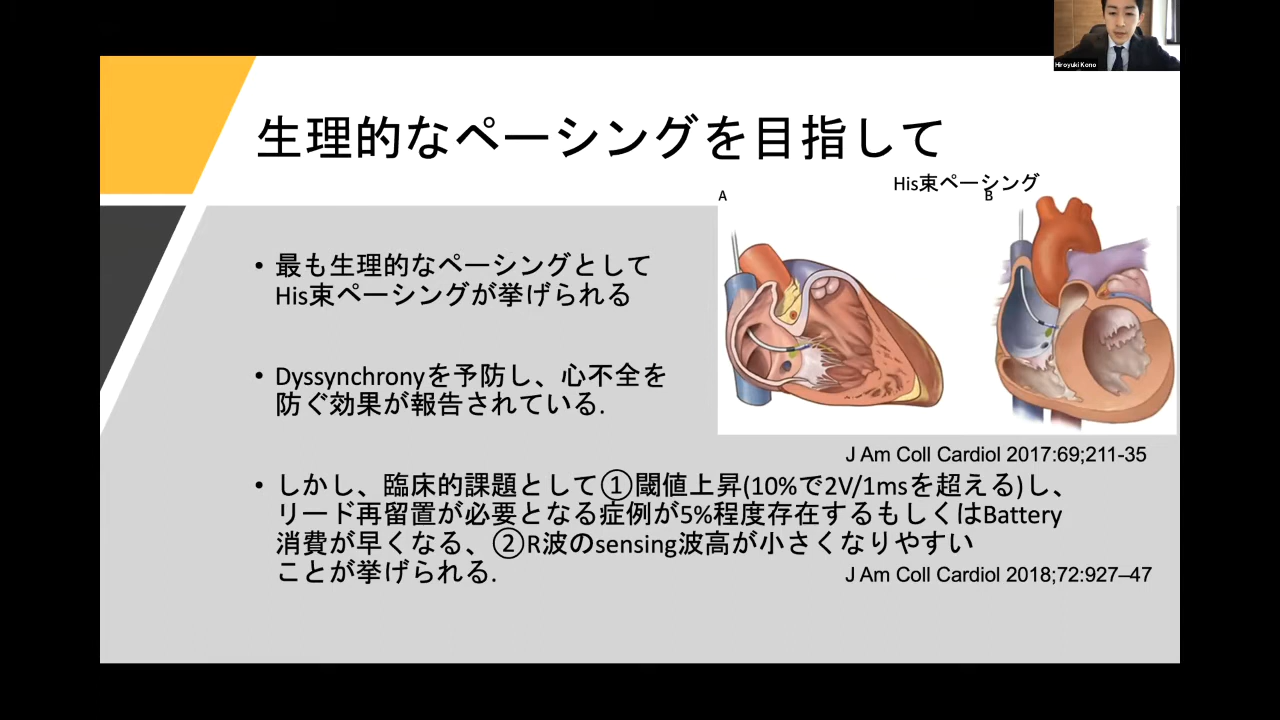 Hiroyuki Kono
生理的なペーシングを目指して
His束ペーシング
A
B
• 最も生理的なペーシングとして
His束ペーシングが挙げられる
• Dyssynchronyを予防し、心不全を
防ぐ効果が報告されている.
J Am Coll Cardiol 2017:69;211-35
• しかし、臨床的課題として①閾値上昇(10%で2V/1msを超える)し、
リード再留置が必要となる症例が5%程度存在するもしくはBattery
消費が早くなる、②R波のsensing波高が小さくなりやすい
ことが挙げられる.
J Am Coll Cardiol 2018;72:927–47